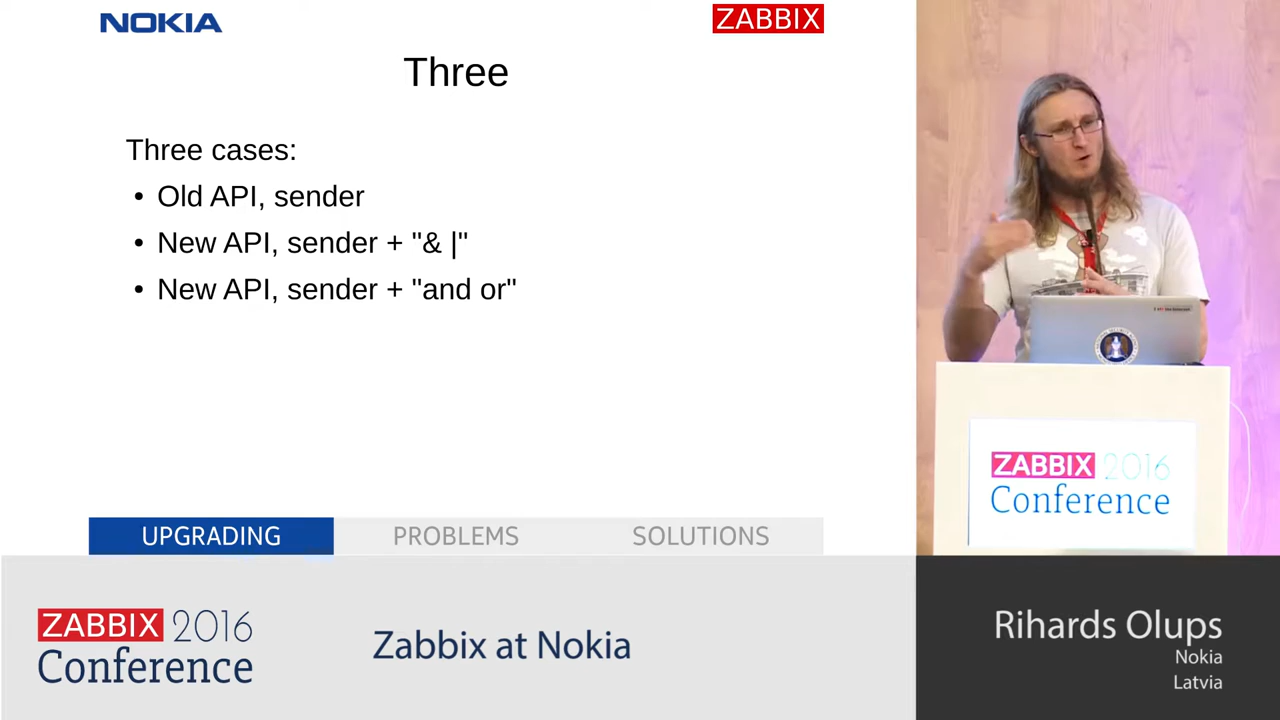 NOKIA
ZABBIX
Three
Three cases:
• Old API, sender
• New API, sender + "& |"
• New API, sender + "and or"
UPGRADING
PROBLEMS
SOLUTIONS
ZABBIX 2016
Conference
ZABBIX 2016
Conference
Zabbix at Nokia
Rihards Olups
Nokia
Latvia